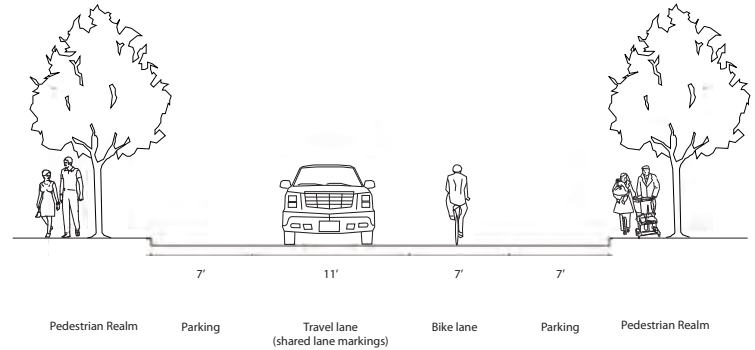 7’
11’
7’
7’
Pedestrian Realm
Parking
Travel lane
(shared lane markings)
Bike lane
Parking
Pedestrian Realm